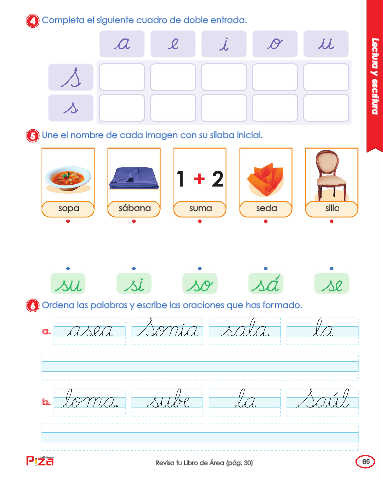 4 Completa el siguiente cuadro de doble entrada.
a e i o u
S
s
5 Une el nombre de cada imagen con su sílaba inicial.
1 + 2
sopa sábana suma seda silla
su si so sá se
6 Ordena las palabras y escribe las oraciones que has formado.
a. asea Sonia sala. la
b. loma. sube la Saúl
Piza
Revisa tu Libro de Área (pág. 30)
65
Lectura y escritura